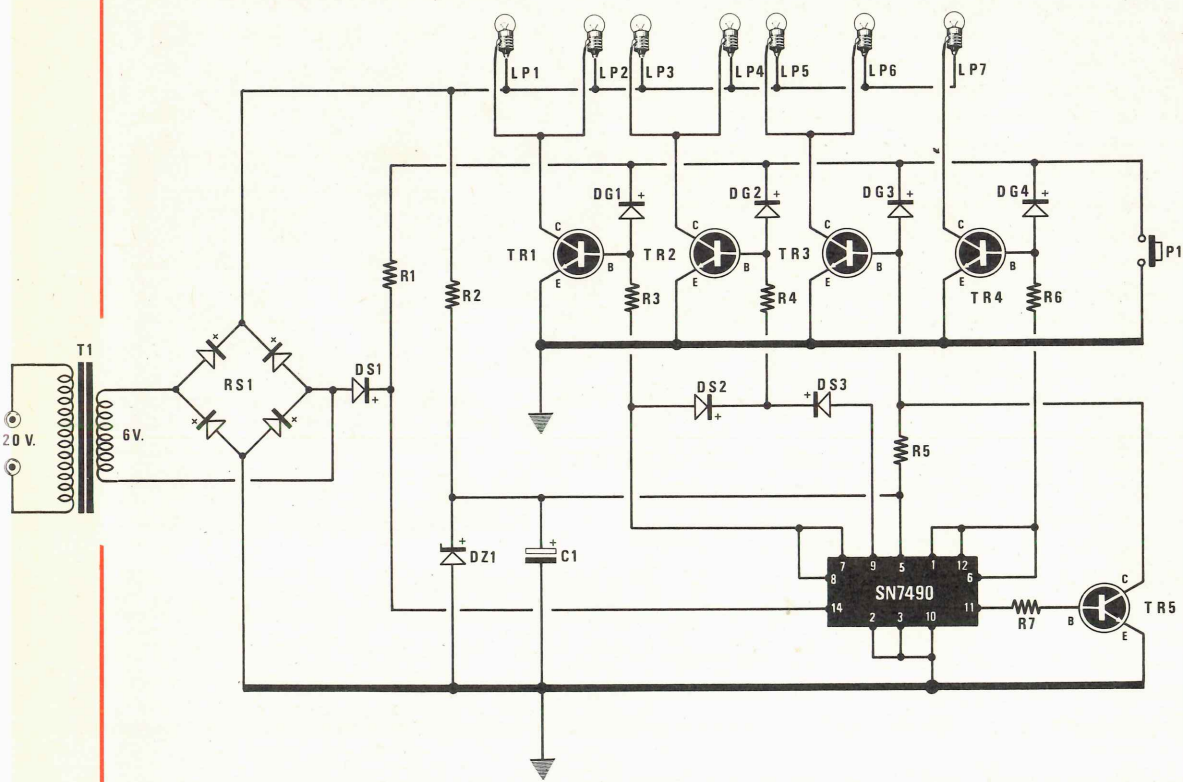 LP1 LP2 LP3 LP4 LP5 LP6 LP7
DG1 + DG2 + DG3 + DG4 +
C C C C
TR1 B TR2 B TR3 B TR4 B P1
E E E E
R1 R2 R3 R4 R6
T1
RS1 + + + +
DS1 +
DS2 + DS3 +
20 V. 6V.
R5
DZ1 + C1 +
7 9 5 1 12
8 6
SN7490
14 11
2 3 10
R7 B C TR5
E